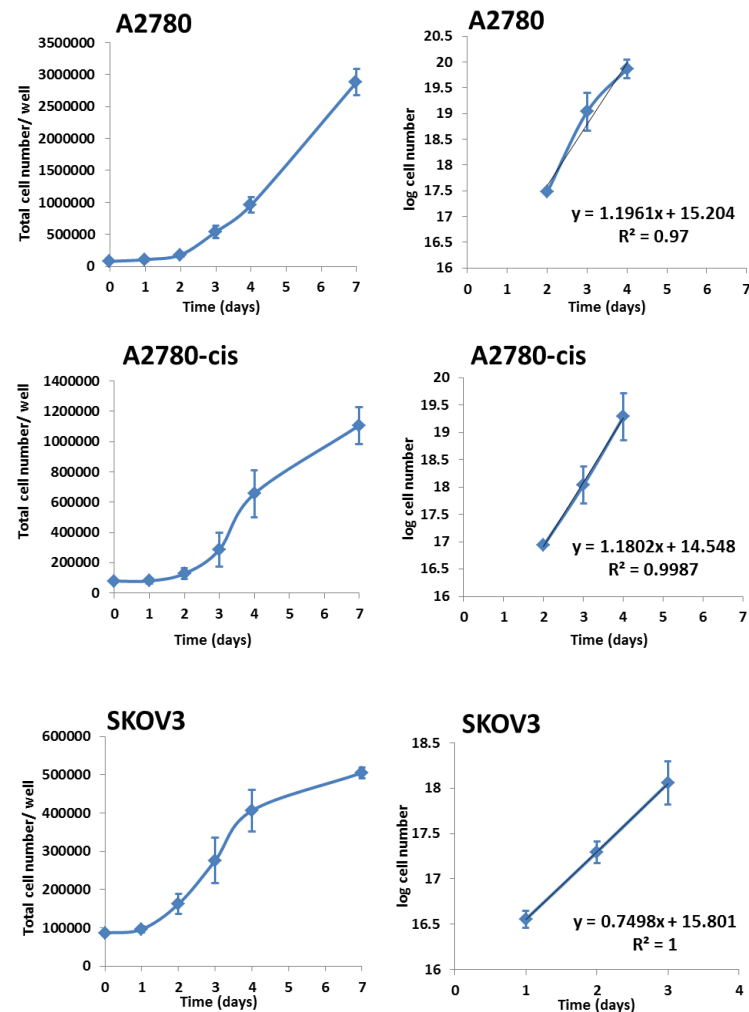 A2780
Total cell number/ well
3500000
3000000
2500000
2000000
1500000
1000000
500000
0
0 1 2 3 4 5 6 7
Time (days)
A2780
log cell number
20.5
20
19.5
19
18.5
18
17.5
17
16.5
16
y = 1.1961x + 15.204
R² = 0.97
0 1 2 3 4 5 6 7
Time (days)
A2780-cis
Total cell number/ well
1400000
1200000
1000000
800000
600000
400000
200000
0
0 1 2 3 4 5 6 7
Time (days)
A2780-cis
log cell number
20
19.5
19
18.5
18
17.5
17
16.5
16
y = 1.1802x + 14.548
R² = 0.9987
0 1 2 3 4 5 6 7
Time (days)
SKOV3
Total cell number/ well
600000
500000
400000
300000
200000
100000
0
0 1 2 3 4 5 6 7
Time (days)
SKOV3
log cell number
18.5
18
17.5
17
16.5
16
y = 0.7498x + 15.801
R² = 1
0 1 2 3 4
Time (days)